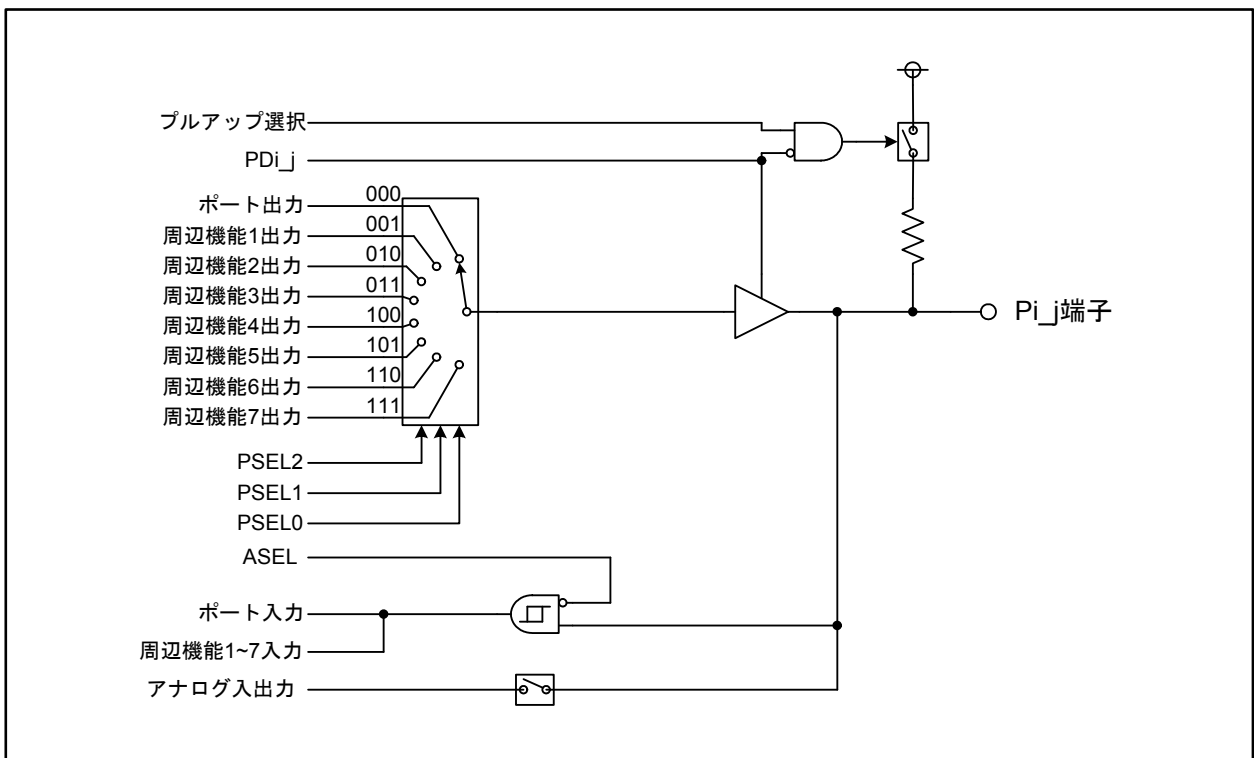 プルアップ選択
PDi_j
ポート出力 000
周辺機能1出力 001
周辺機能2出力 010
周辺機能3出力 011
周辺機能4出力 100
周辺機能5出力 101
周辺機能6出力 110
周辺機能7出力 111
Pi_j端子
PSEL2
PSEL1
PSEL0
ASEL
ポート入力
周辺機能1~7入力
アナログ入出力